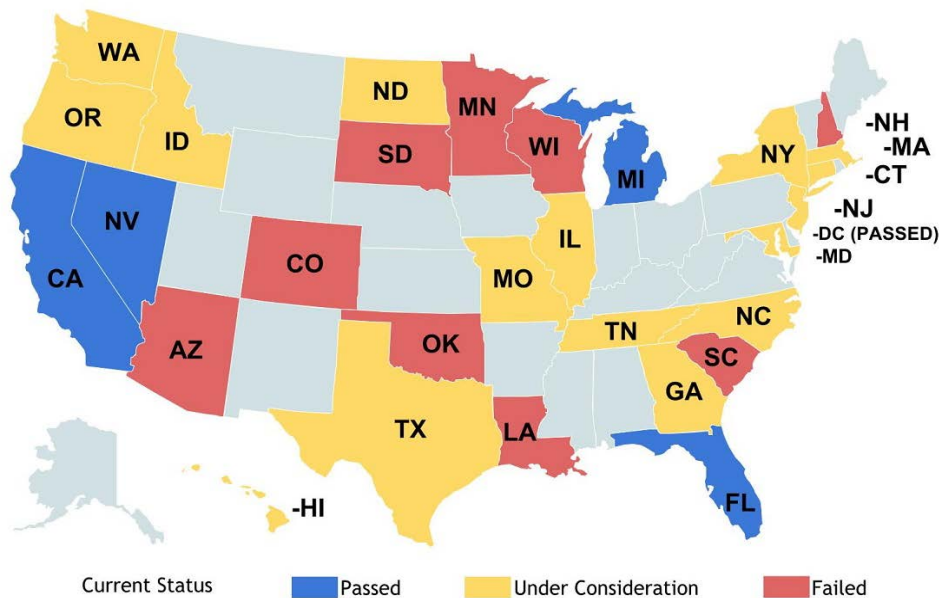 WA
ND
MN
OR
-NH
ID
WI
-MA
SD
NY
-CT
MI
NV
-NJ
-DC (PASSED)
IL
-MD
CO
CA
MO
NC
TN
OK
AZ
SC
GA
TX
LA
-HI
FL
Current Status Passed Under Consideration Failed